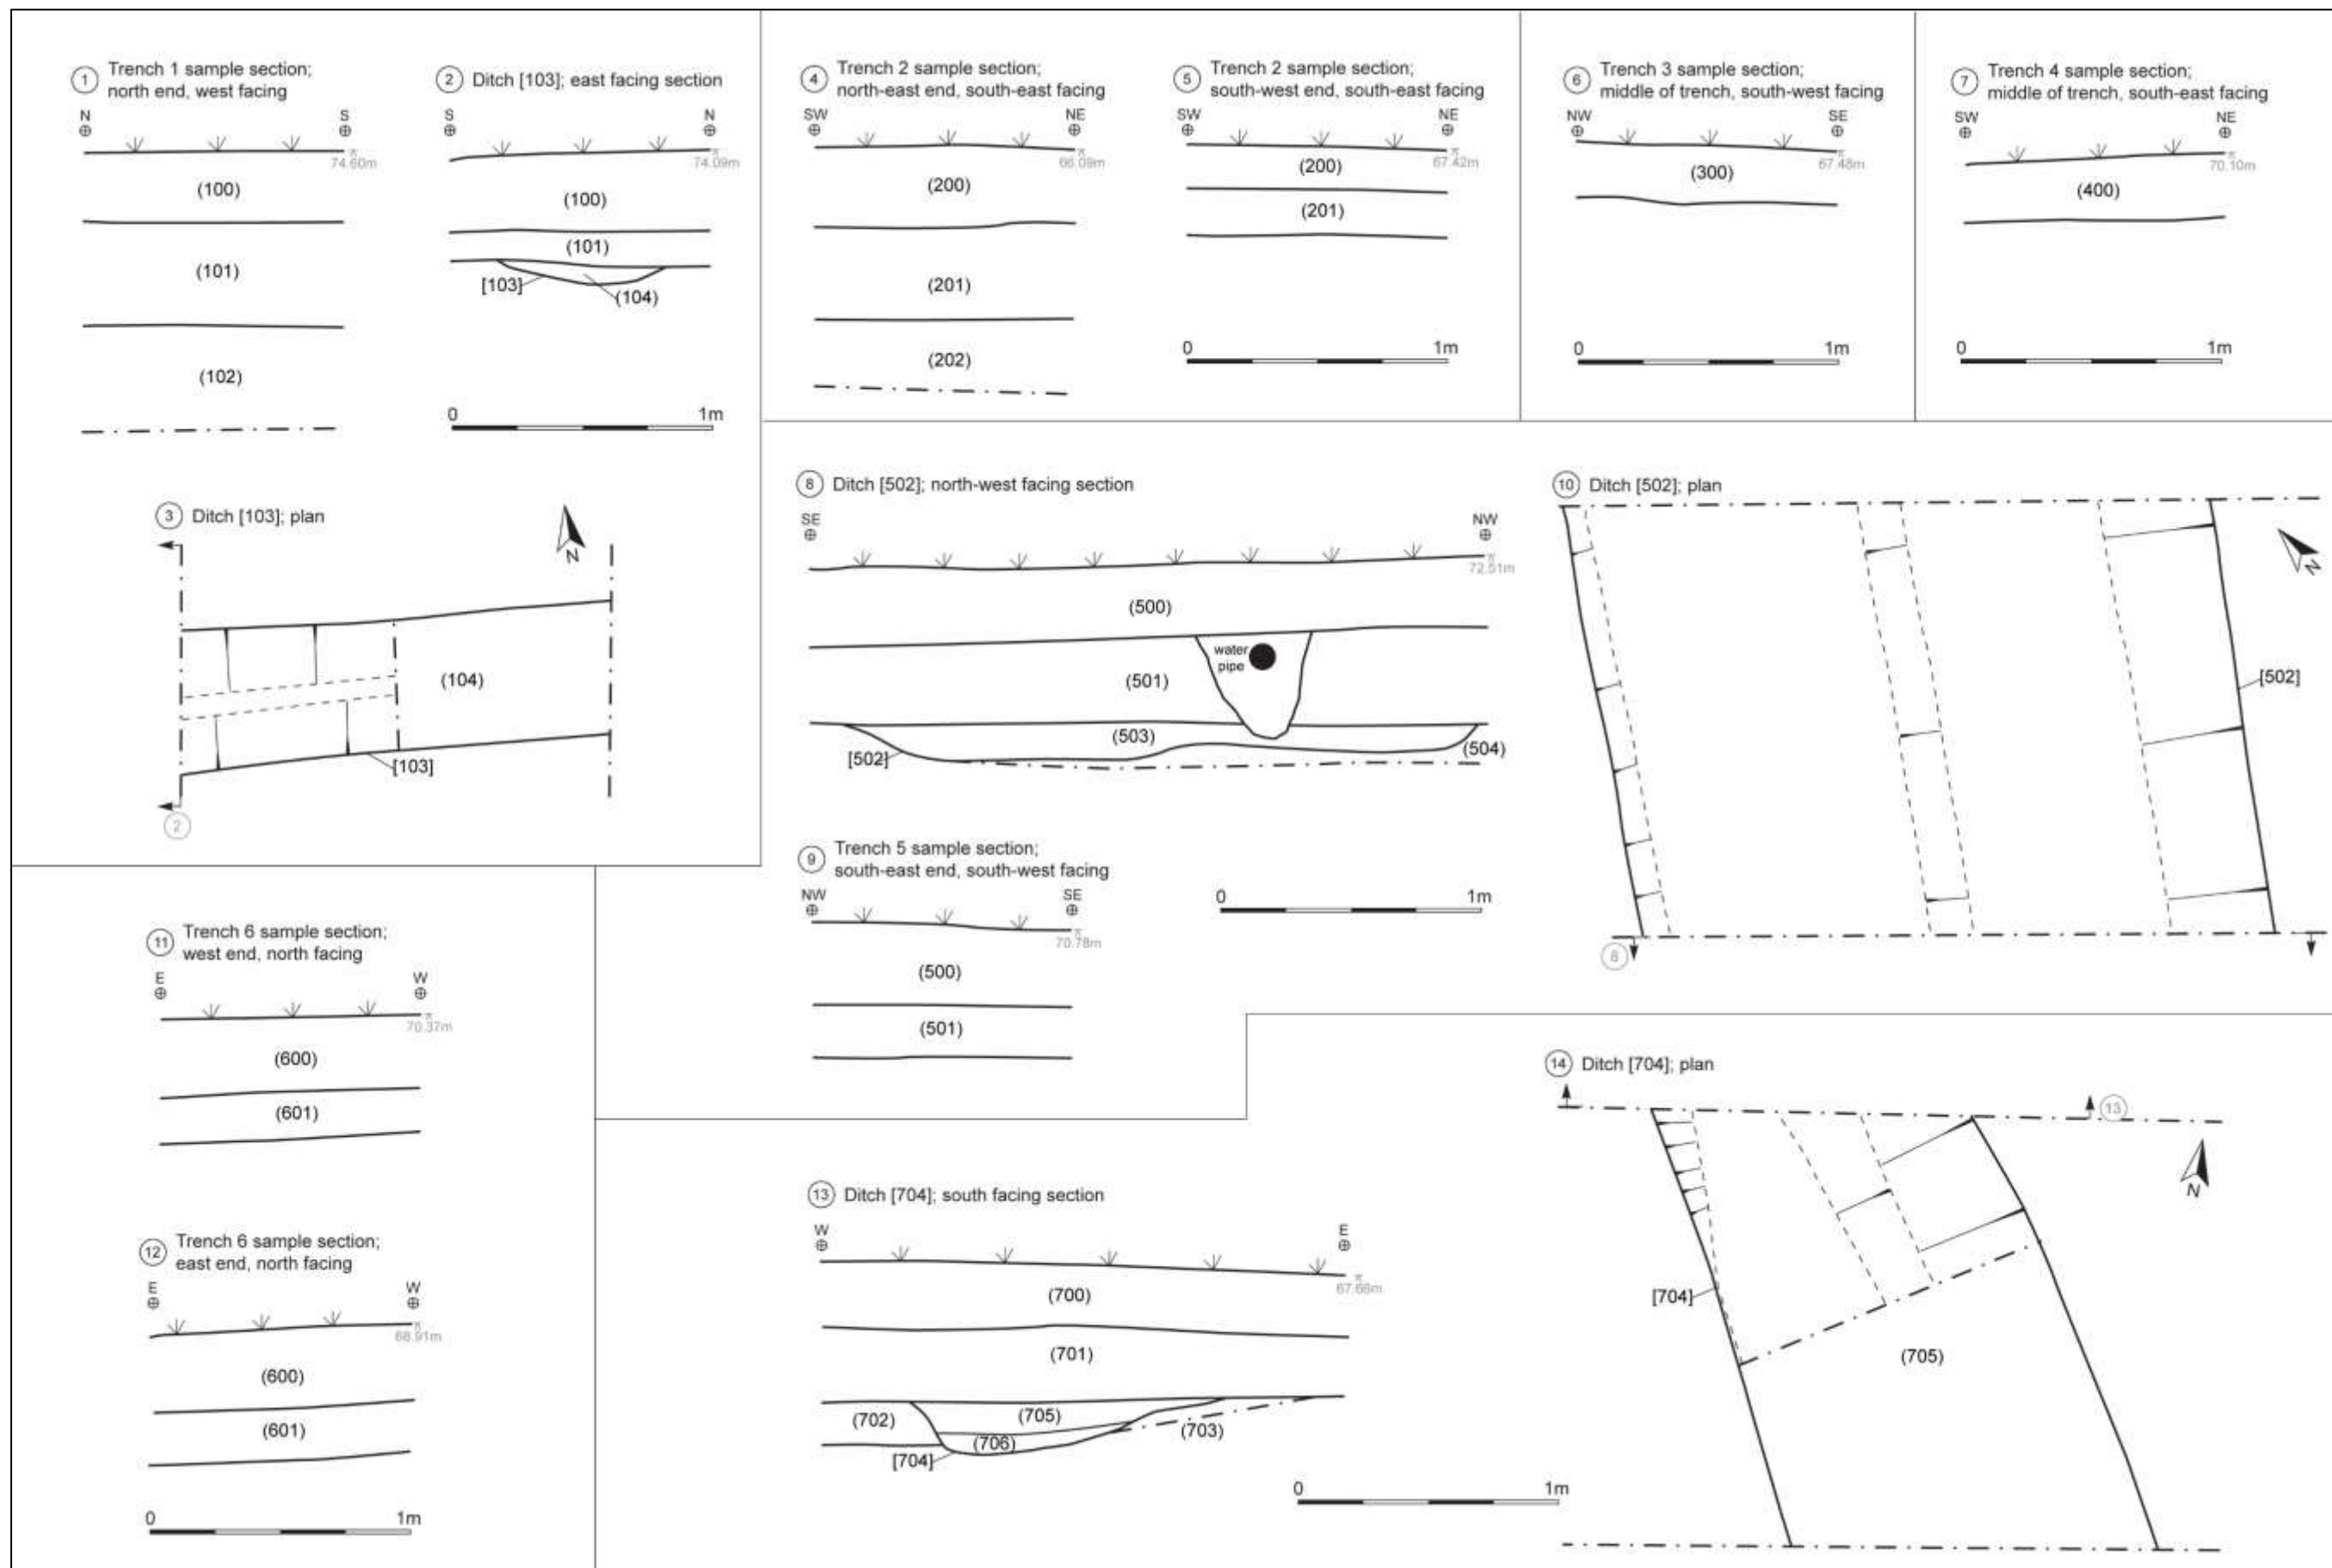 1 Trench 1 sample section;
north end, west facing
N S
74.60m
(100)
(101)
(102)
2 Ditch [103]; east facing section
S N
74.09m
(100)
(101)
[103]
(104)
0 1m
3 Ditch [103]; plan
N
(104)
[103]
2
4 Trench 2 sample section;
north-east end, south-east facing
SW NE
66.09m
(200)
(201)
(202)
5 Trench 2 sample section;
south-west end, south-east facing
SW NE
67.42m
(200)
(201)
0 1m
6 Trench 3 sample section;
middle of trench, south-west facing
NW SE
67.48m
(300)
0 1m
7 Trench 4 sample section;
middle of trench, south-east facing
SW NE
70.10m
(400)
0 1m
8 Ditch [502]; north-west facing section
SE NW
72.51m
(500)
water
pipe
(501)
(503)
[502]
(504)
9 Trench 5 sample section;
south-east end, south-west facing
NW SE
70.78m
(500)
(501)
0 1m
10 Ditch [502]; plan
N
[502]
8
11 Trench 6 sample section;
west end, north facing
E W
70.37m
(600)
(601)
12 Trench 6 sample section;
east end, north facing
E W
68.91m
(600)
(601)
0 1m
13 Ditch [704]; south facing section
W E
67.66m
(700)
(701)
(702)
(705)
(706)
(703)
[704]
0 1m
14 Ditch [704]; plan
13
N
[704]
(705)